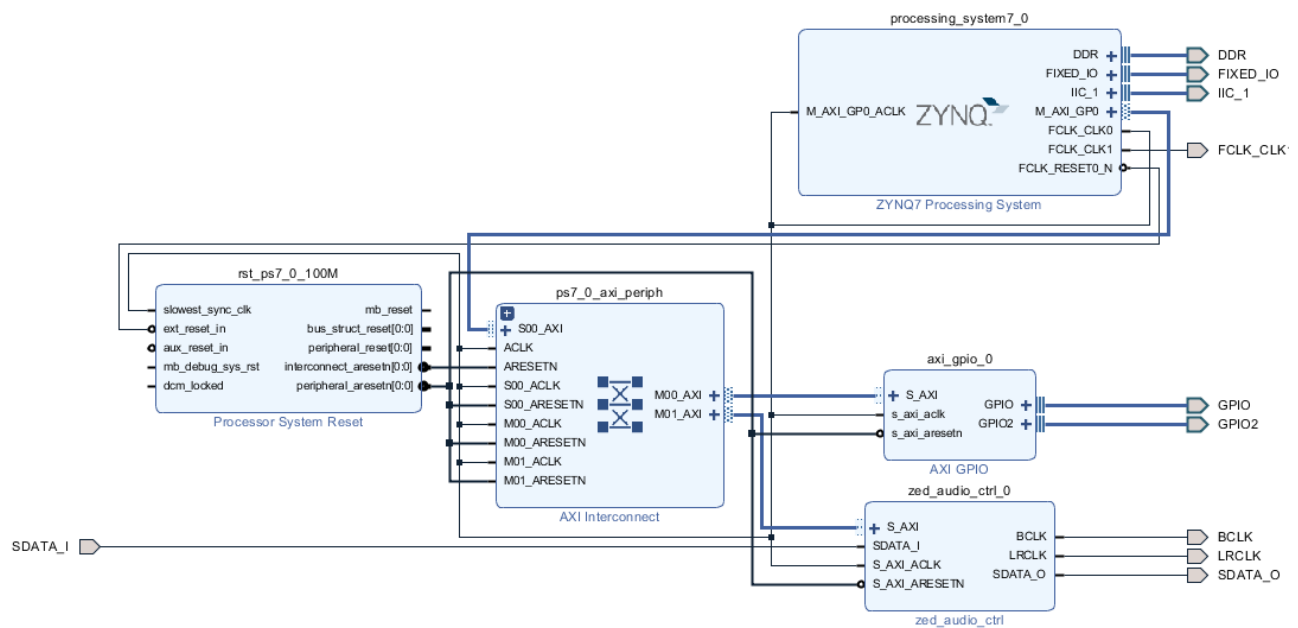 processing_system7_0
DDR
FIXED_IO
IIC_1
M_AXI_GP0_ACLK
ZYNQ
M_AXI_GP0
FCLK_CLK0
FCLK_CLK1
FCLK_RESET0_N
ZYNQ7 Processing System
DDR
FIXED_IO
IIC_1
FCLK_CLK1
rst_ps7_0_100M
slowest_sync_clk
ext_reset_in
aux_reset_in
mb_debug_sys_rst
dcm_locked
mb_reset
bus_struct_reset[0:0]
peripheral_reset[0:0]
interconnect_aresetn[0:0]
peripheral_aresetn[0:0]
Processor System Reset
ps7_0_axi_periph
S00_AXI
ACLK
ARESETN
S00_ACLK
S00_ARESETN
M00_ACLK
M00_ARESETN
M01_ACLK
M01_ARESETN
M00_AXI
M01_AXI
AXI Interconnect
axi_gpio_0
S_AXI
s_axi_aclk
s_axi_aresetn
GPIO
GPIO2
AXI GPIO
GPIO
GPIO2
zed_audio_ctrl_0
S_AXI
SDATA_I
S_AXI_ACLK
S_AXI_ARESETN
BCLK
LRCLK
SDATA_O
zed_audio_ctrl
SDATA_I
BCLK
LRCLK
SDATA_O